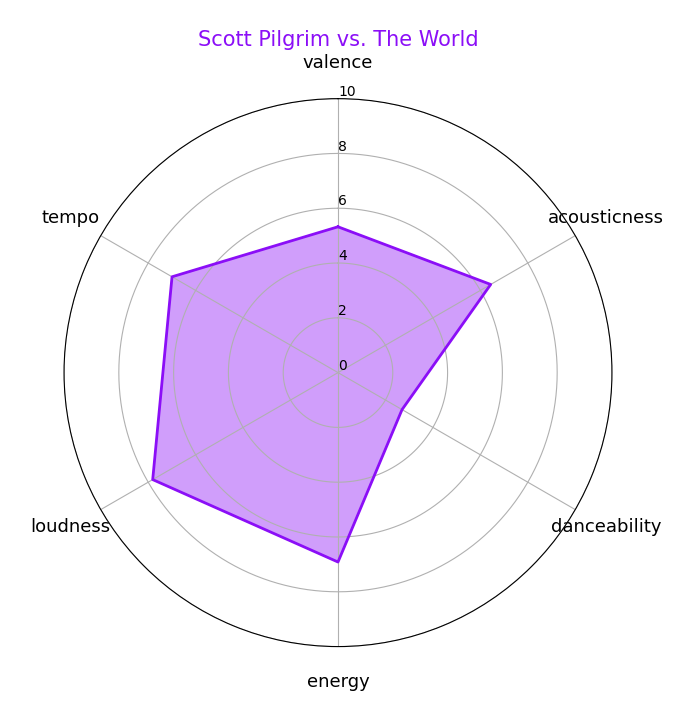 Scott Pilgrim vs. The World
valence
10
8
tempo
acousticness
6
4
2
0
loudness
danceability
energy